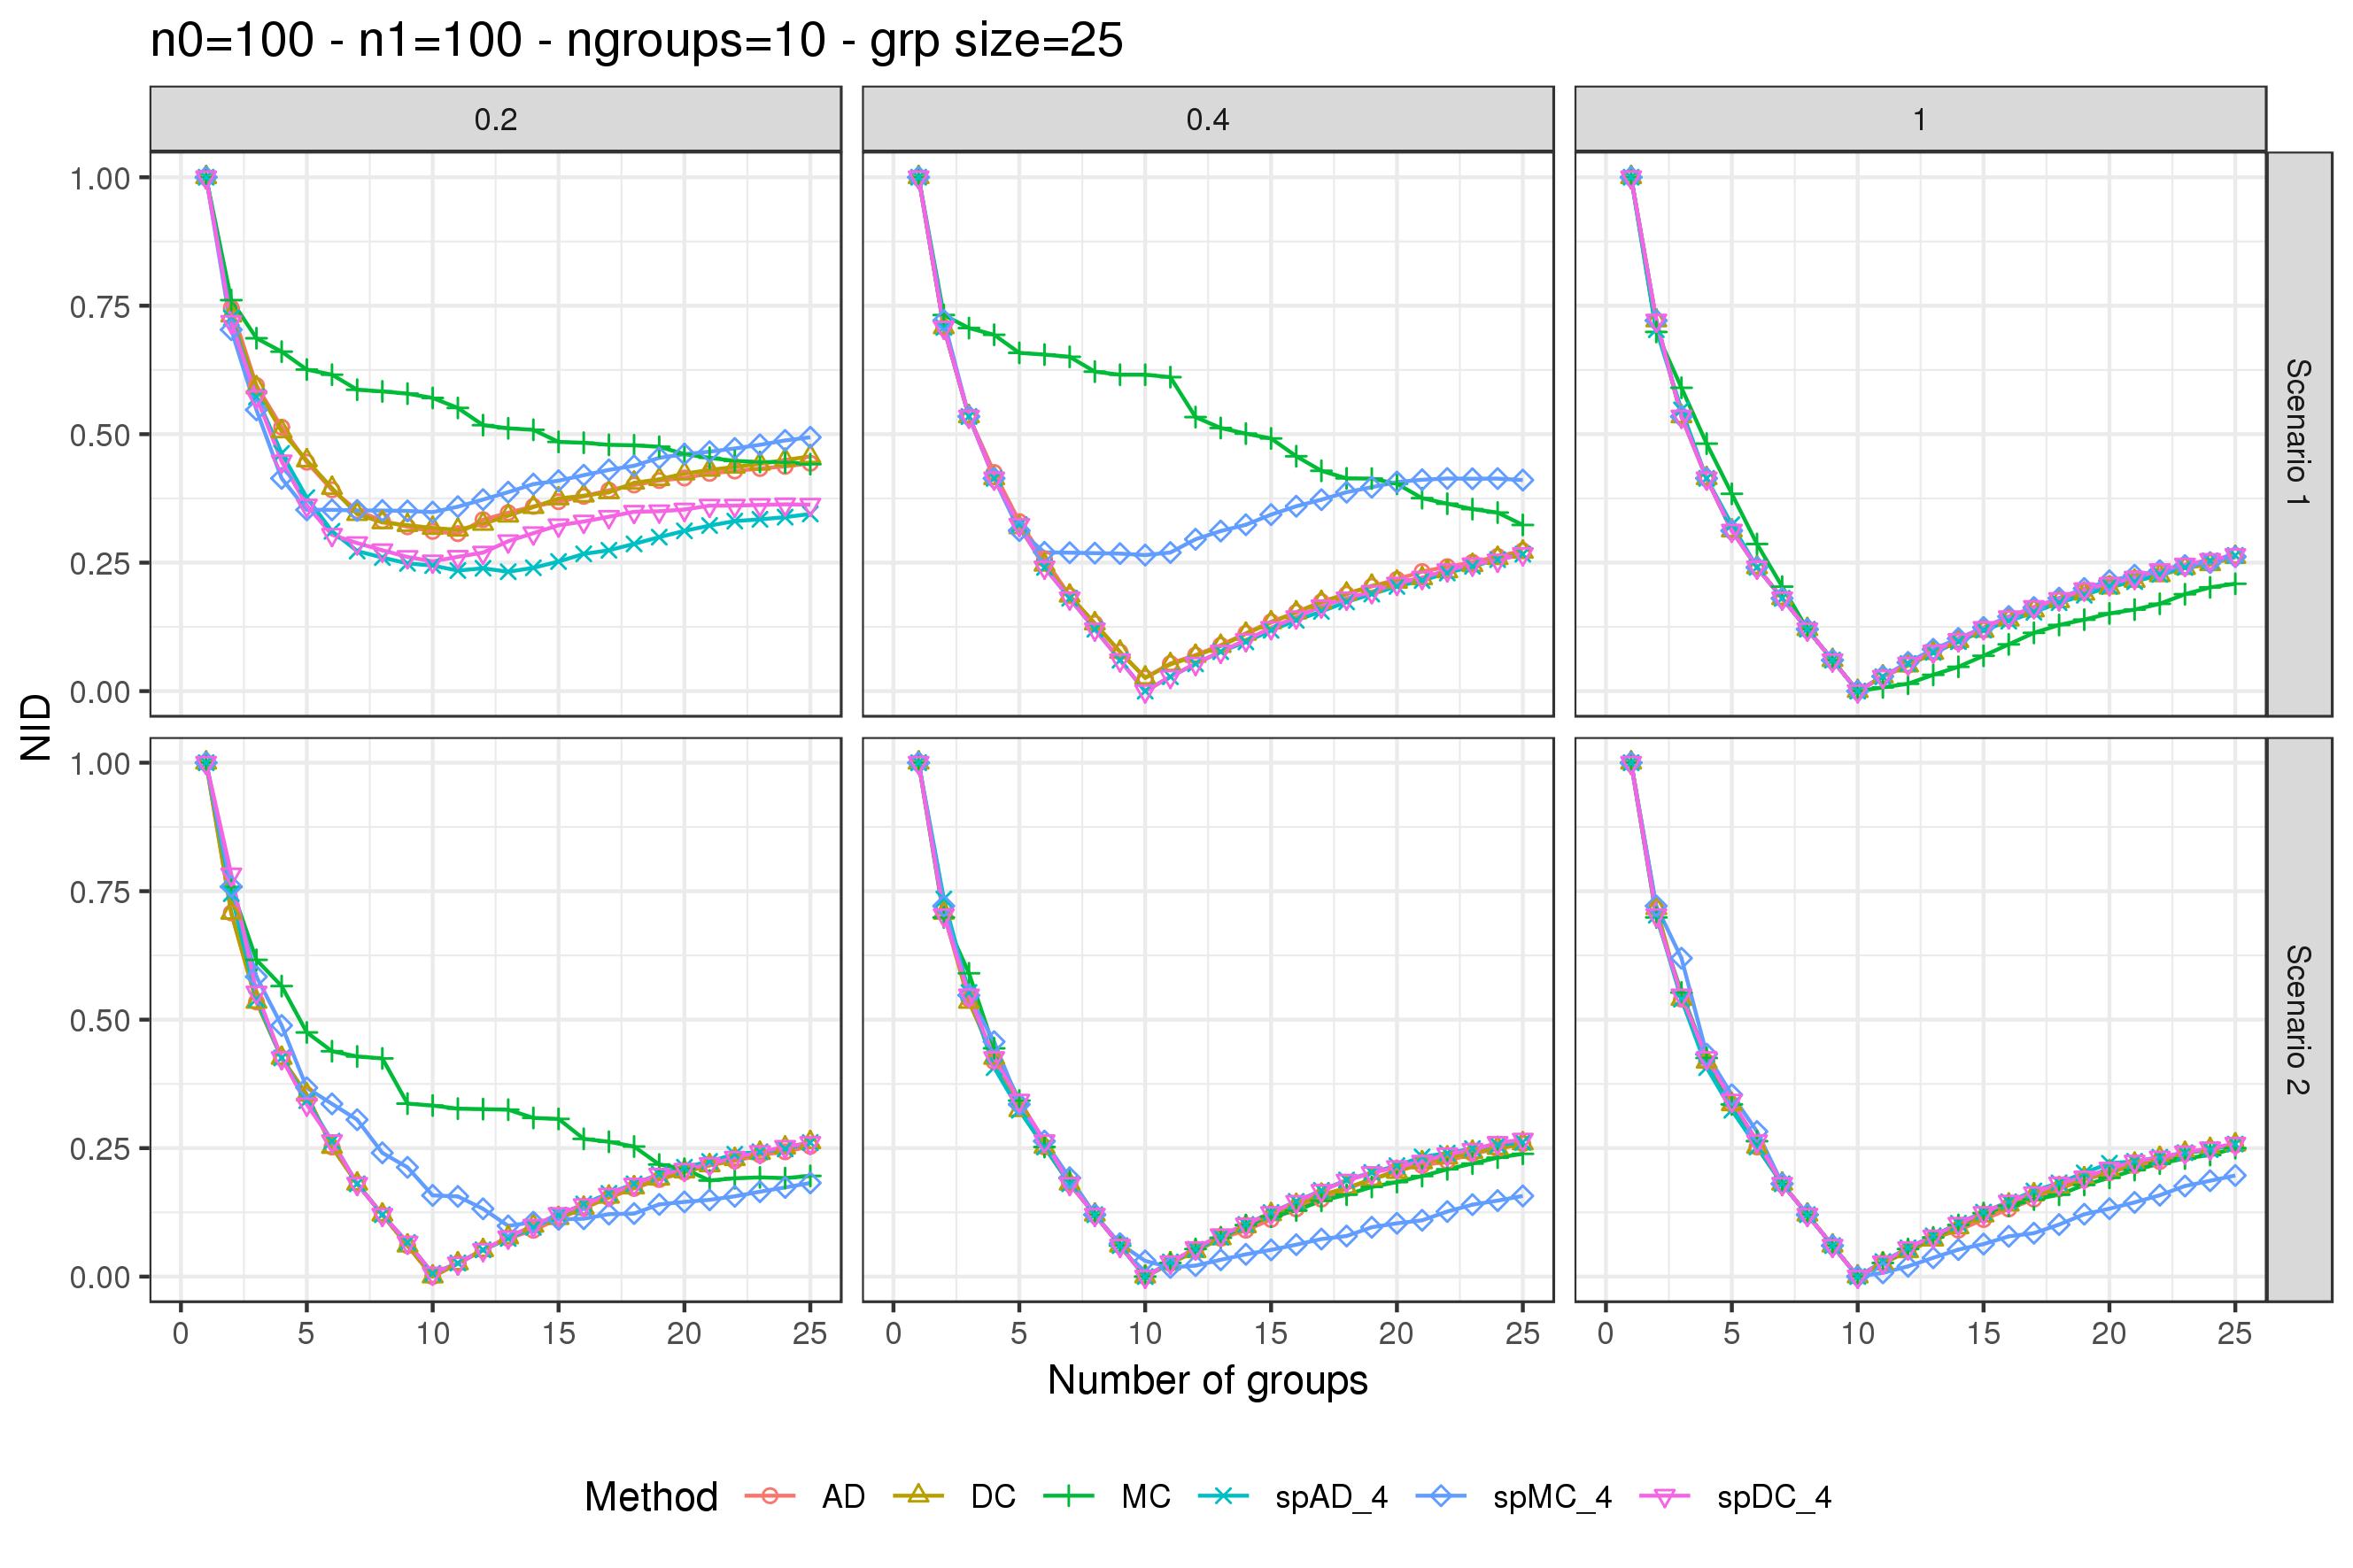 n0=100 - n1=100 - ngroups=10 - grp size=25
0.2 0.4 1
1.00
0.75
0.50
0.25
0.00
Scenario 1
NID
1.00
0.75
0.50
0.25
0.00
Scenario 2
0 5 10 15 20 25 0 5 10 15 20 25 0 5 10 15 20 25
Number of groups
Method AD DC MC spAD_4 spMC_4 spDC_4